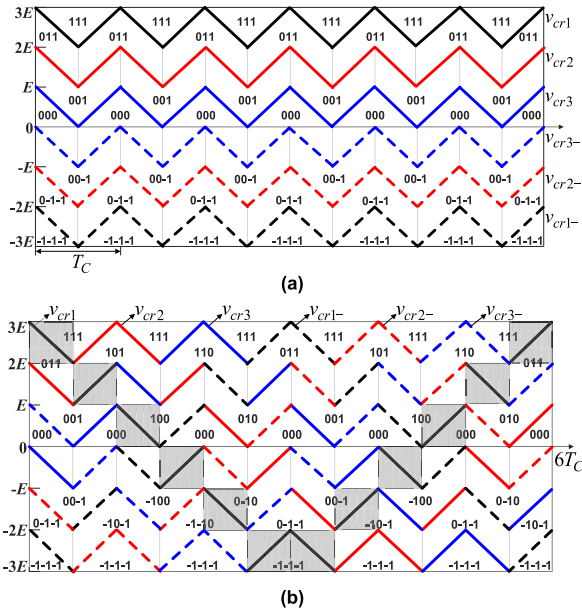 3E 111 111 111 111 111 111 v_cr1
011 011 011 011 011 011 011
2E v_cr2
E 001 001 001 001 001 001 v_cr3
000 000 000 000 000 000 000
0 v_cr3-
-E 00-1 00-1 00-1 00-1 00-1 00-1 v_cr2-
0-1-1 0-1-1 0-1-1 0-1-1 0-1-1 0-1-1 0-1-1
-2E v_cr1-
-3E -1-1-1 -1-1-1 -1-1-1 -1-1-1 -1-1-1 -1-1-1
T_C
(a)
v_cr1 v_cr2 v_cr3 v_cr1- v_cr2- v_cr3-
3E 111 111 111 111 111 111
2E 011 101 110 011 101 110 011
E 001 100 010 001 100 010
000 000 000 000 000 000 000
0 6T_C
-E 00-1 -100 0-10 00-1 -100 0-10
0-1-1 -10-1 -1-10 0-1-1 -10-1 0-1-1 -10-1
-2E
-3E -1-1-1 -1-1-1 -1-1-1 -1-1-1 -1-1-1 -1-1-1
(b)